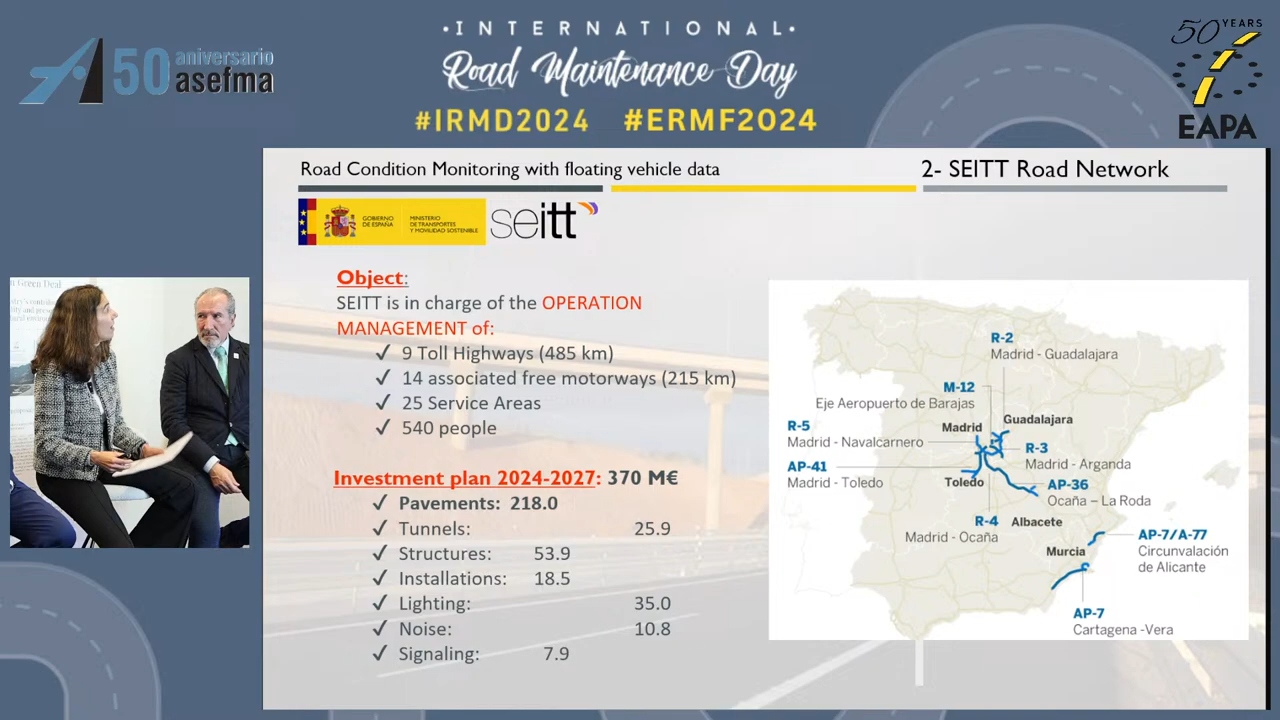 50 aniversario
asefma
·INTERNATIONAL·
Road Maintenance Day
#IRMD2024 #ERMF2024
50 YEARS
EAPA
Green Deal
Road Condition Monitoring with floating vehicle data
2- SEITT Road Network
GOBIERNO
DE ESPAÑA
MINISTERIO
DE TRANSPORTES
Y MOVILIDAD SOSTENIBLE
seitt
Object:
SEITT is in charge of the OPERATION
MANAGEMENT of:
✓ 9 Toll Highways (485 km)
✓ 14 associated free motorways (215 km)
✓ 25 Service Areas
✓ 540 people
Investment plan 2024-2027: 370 M€
✓ Pavements: 218.0
✓ Tunnels: 25.9
✓ Structures: 53.9
✓ Installations: 18.5
✓ Lighting: 35.0
✓ Noise: 10.8
✓ Signaling: 7.9
R-2
Madrid - Guadalajara
M-12
Eje Aeropuerto de Barajas
Guadalajara
R-5
Madrid
Madrid - Navalcarnero
R-3
Madrid - Arganda
AP-41
Madrid - Toledo
Toledo
AP-36
Ocaña – La Roda
R-4
Madrid - Ocaña
Albacete
AP-7/A-77
Circunvalación
de Alicante
Murcia
AP-7
Cartagena -Vera